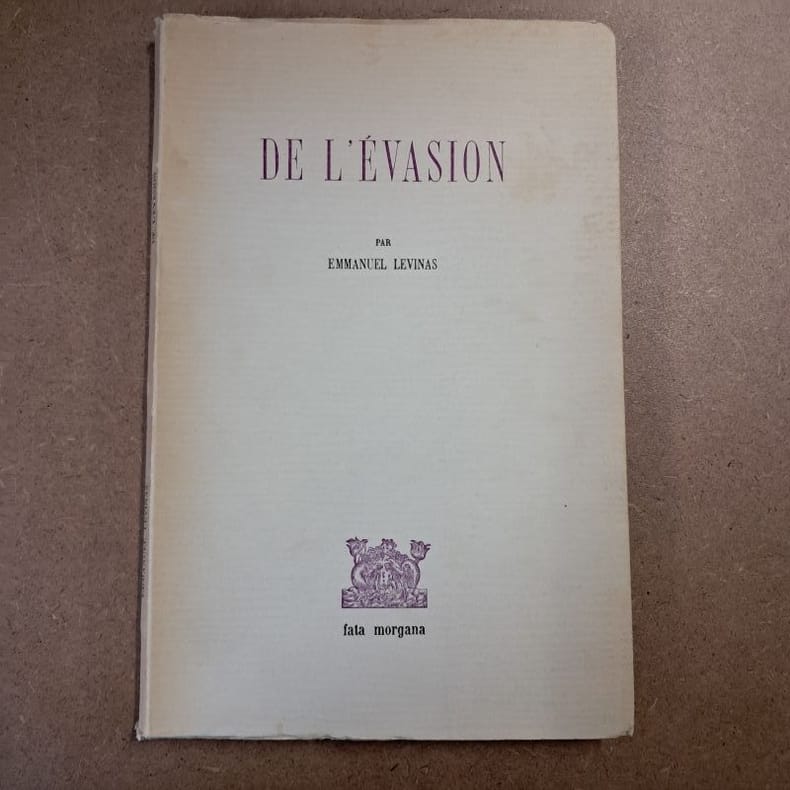 DE L'ÉVASION
PAR
EMMANUEL LEVINAS
fata morgana